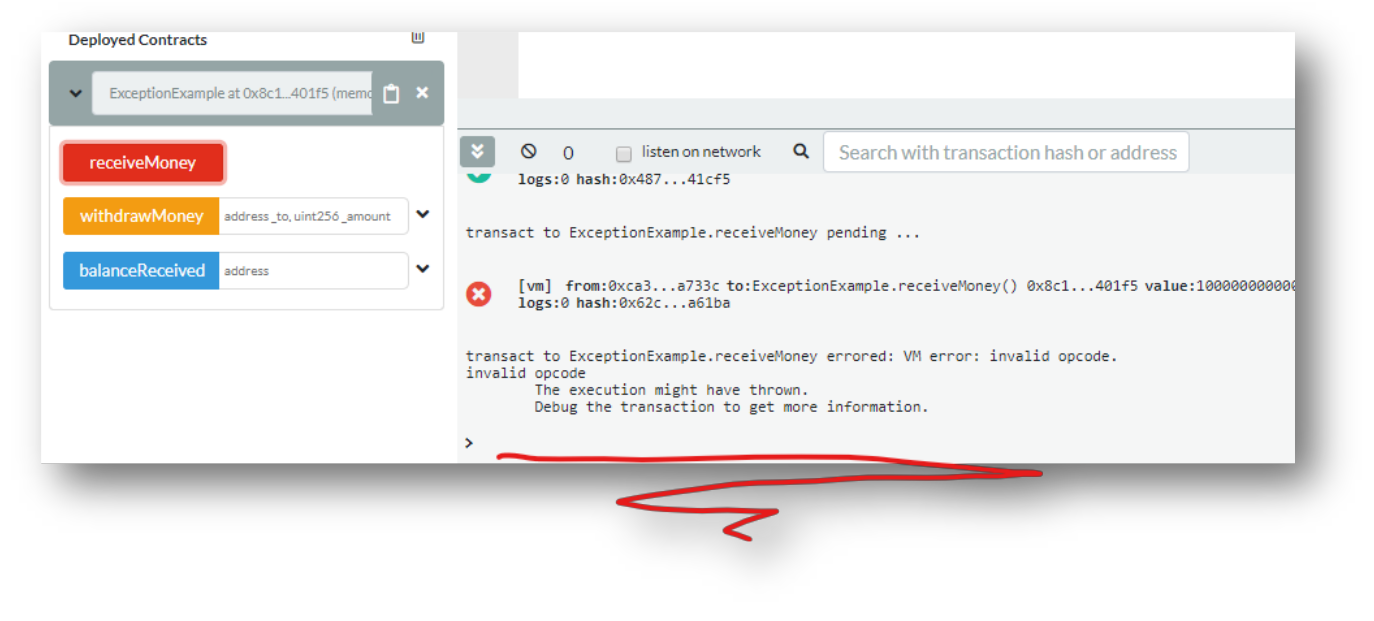 Deployed Contracts
ExceptionExample at 0x8c1...401f5 (memo
receiveMoney
withdrawMoney address _to, uint256 _amount
balanceReceived address
0 listen on network Search with transaction hash or address
logs:0 hash:0x487...41cf5
transact to ExceptionExample.receiveMoney pending ...
[vm] from:0xca3...a733c to:ExceptionExample.receiveMoney() 0x8c1...401f5 value:100000000000
logs:0 hash:0x62c...a61ba
transact to ExceptionExample.receiveMoney errored: VM error: invalid opcode.
invalid opcode
The execution might have thrown.
Debug the transaction to get more information.
>